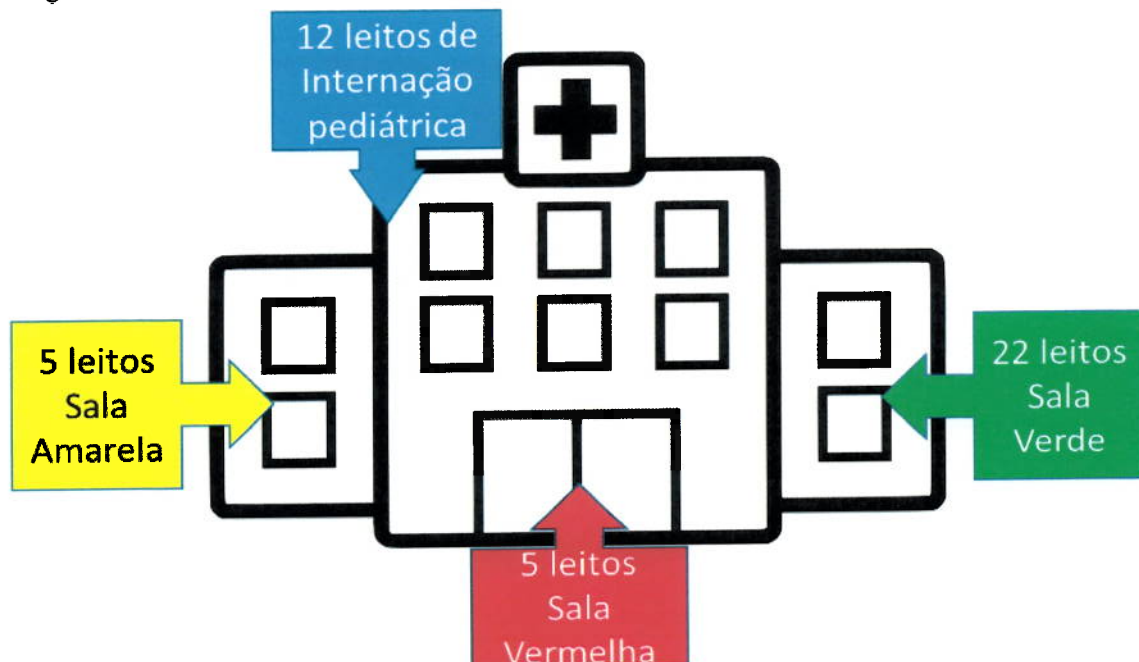 12 leitos de
Internação
pediátrica
5 leitos
Sala
Amarela
22 leitos
Sala
Verde
5 leitos
Sala
Vermelha